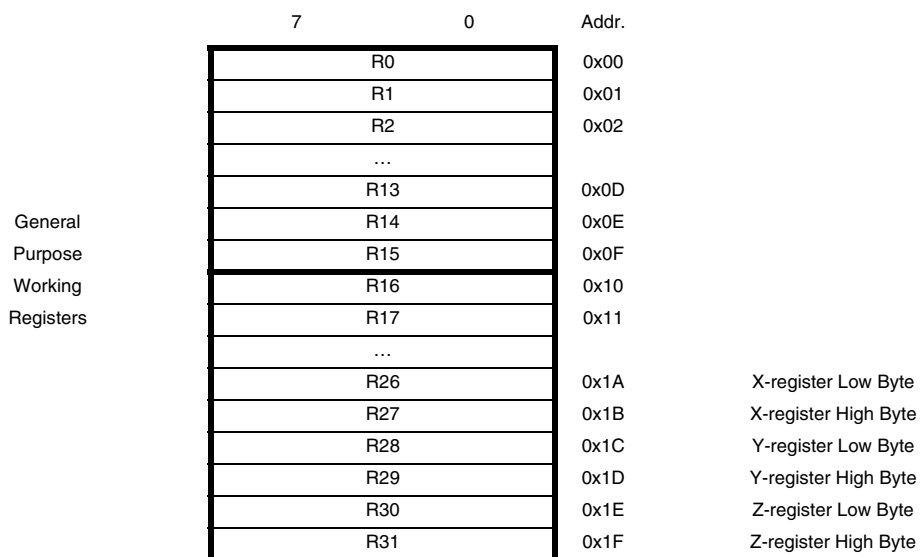 7 0 Addr.
R0 0x00
R1 0x01
R2 0x02
…
R13 0x0D
General R14 0x0E
Purpose R15 0x0F
Working R16 0x10
Registers R17 0x11
…
R26 0x1A X-register Low Byte
R27 0x1B X-register High Byte
R28 0x1C Y-register Low Byte
R29 0x1D Y-register High Byte
R30 0x1E Z-register Low Byte
R31 0x1F Z-register High Byte